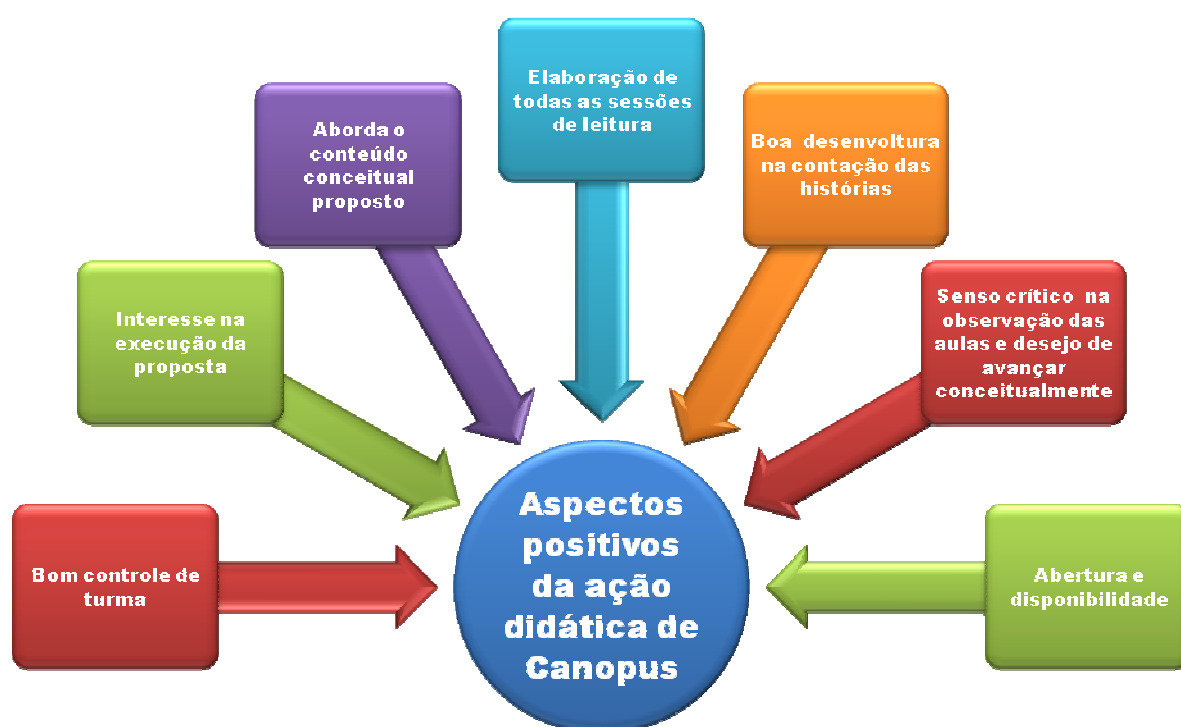 Elaboração de
todas as sessões
de leitura
Aborda o
conteúdo
conceitual
proposto
Boa desenvoltura
na contação das
histórias
Interesse na
execução da
proposta
Senso crítico na
observação das
aulas e desejo de
avançar
conceitualmente
Bom controle de
turma
Aspectos
positivos
da ação
didática de
Canopus
Abertura e
disponibilidade